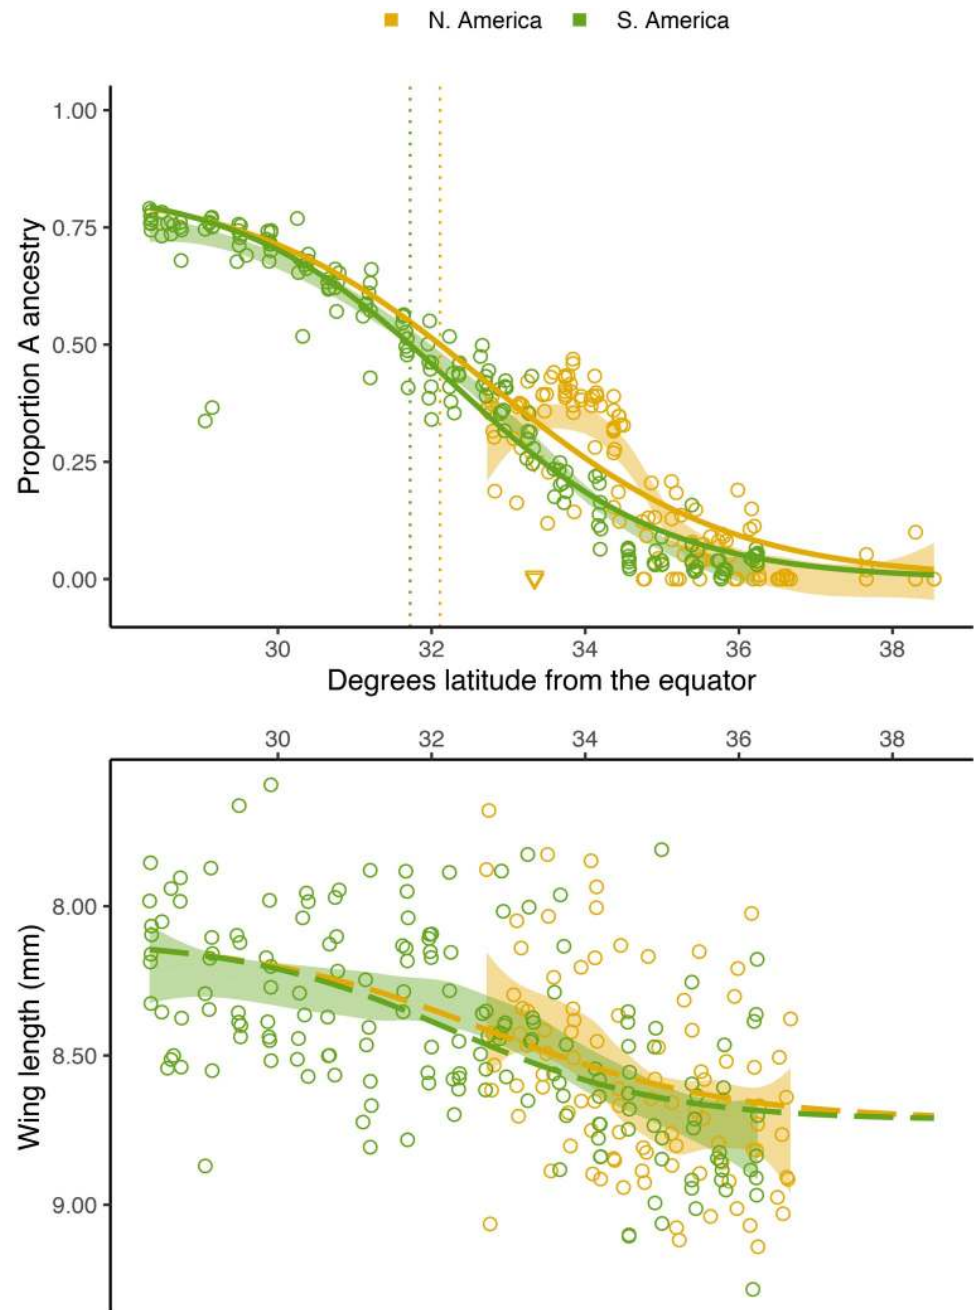 N. America S. America
1.00
0.75
0.50
0.25
0.00
Proportion A ancestry
30 32 34 36 38
Degrees latitude from the equator
30 32 34 36 38
8.00
8.50
9.00
Wing length (mm)